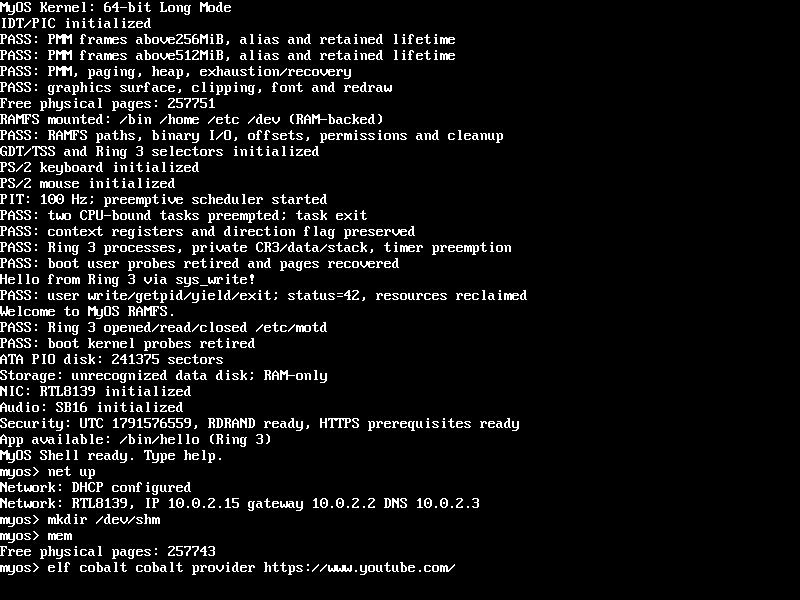 MyOS Kernel: 64-bit Long Mode
IDT/PIC initialized
PASS: PMM frames above256MiB, alias and retained lifetime
PASS: PMM frames above512MiB, alias and retained lifetime
PASS: PMM, paging, heap, exhaustion/recovery
PASS: graphics surface, clipping, font and redraw
Free physical pages: 257751
RAMFS mounted: /bin /home /etc /dev (RAM-backed)
PASS: RAMFS paths, binary I/O, offsets, permissions and cleanup
GDT/TSS and Ring 3 selectors initialized
PS/2 keyboard initialized
PS/2 mouse initialized
PIT: 100 Hz; preemptive scheduler started
PASS: two CPU-bound tasks preempted; task exit
PASS: context registers and direction flag preserved
PASS: Ring 3 processes, private CR3/data/stack, timer preemption
PASS: boot user probes retired and pages recovered
Hello from Ring 3 via sys_write!
PASS: user write/getpid/yield/exit; status=42, resources reclaimed
Welcome to MyOS RAMFS.
PASS: Ring 3 opened/read/closed /etc/motd
PASS: boot kernel probes retired
ATA PIO disk: 241375 sectors
Storage: unrecognized data disk; RAM-only
NIC: RTL8139 initialized
Audio: SB16 initialized
Security: UTC 1791576559, RDRAND ready, HTTPS prerequisites ready
App available: /bin/hello (Ring 3)
MyOS Shell ready. Type help.
myos> net up
Network: DHCP configured
Network: RTL8139, IP 10.0.2.15 gateway 10.0.2.2 DNS 10.0.2.3
myos> mkdir /dev/shm
myos> mem
Free physical pages: 257743
myos> elf cobalt cobalt provider https://www.youtube.com/